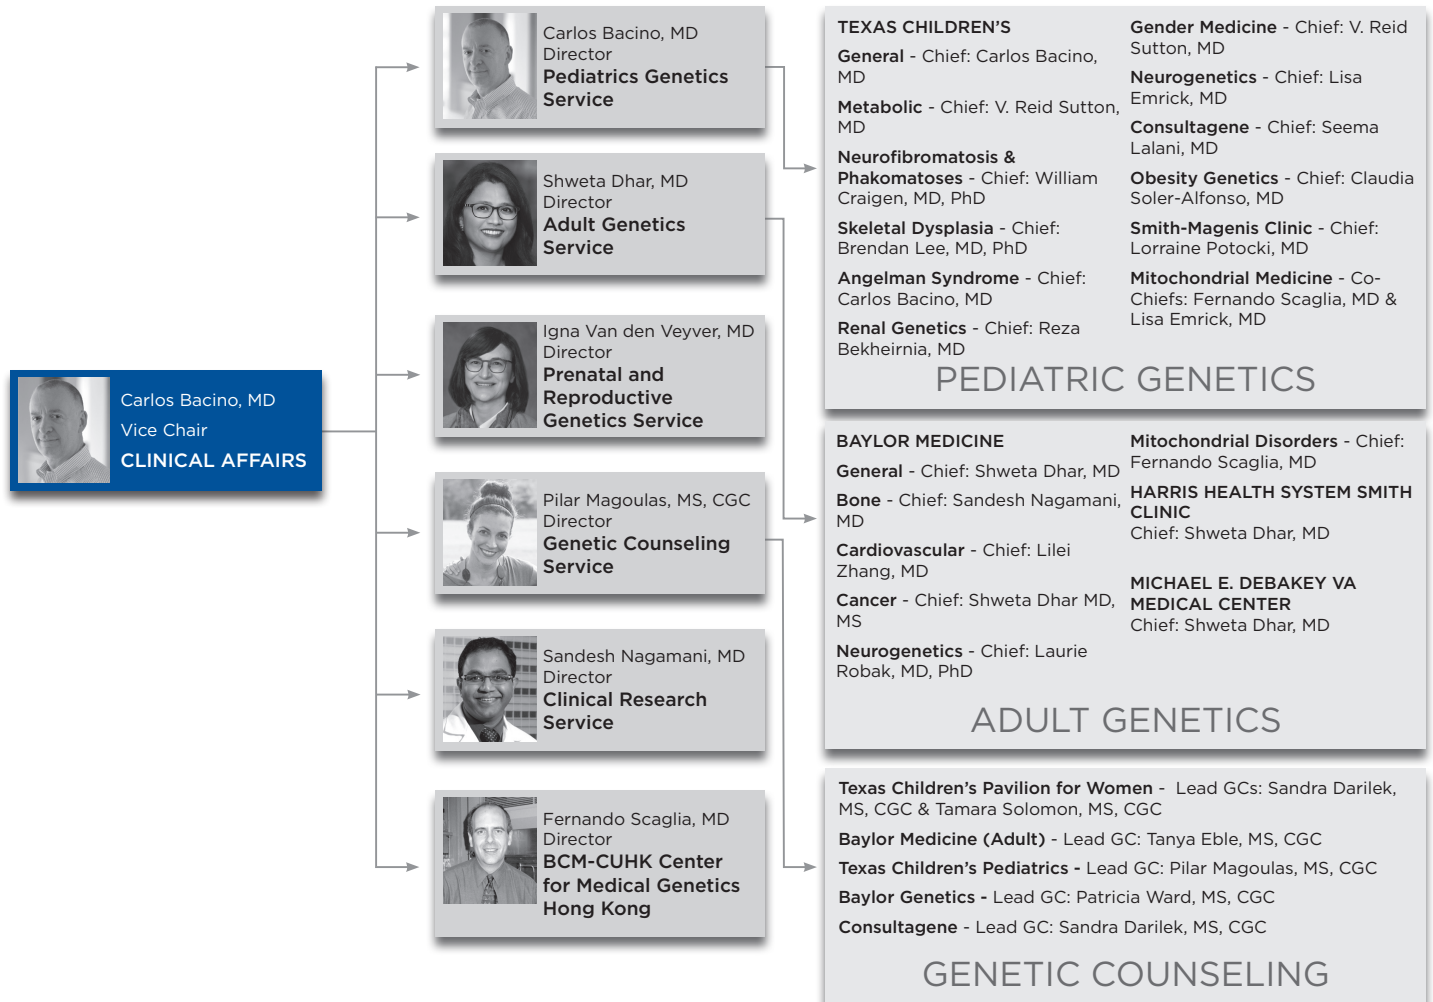 Carlos Bacino, MD
Vice Chair
CLINICAL AFFAIRS
Carlos Bacino, MD
Director
Pediatrics Genetics
Service
Shweta Dhar, MD
Director
Adult Genetics
Service
Igna Van den Veyver, MD
Director
Prenatal and
Reproductive
Genetics Service
Pilar Magoulas, MS, CGC
Director
Genetic Counseling
Service
Sandesh Nagamani, MD
Director
Clinical Research
Service
Fernando Scaglia, MD
Director
BCM-CUHK Center
for Medical Genetics
Hong Kong
TEXAS CHILDREN’S
General - Chief: Carlos Bacino,
MD
Metabolic - Chief: V. Reid Sutton,
MD
Neurofibromatosis &
Phakomatoses - Chief: William
Craigen, MD, PhD
Skeletal Dysplasia - Chief:
Brendan Lee, MD, PhD
Angelman Syndrome - Chief:
Carlos Bacino, MD
Renal Genetics - Chief: Reza
Bekheirnia, MD
Gender Medicine - Chief: V. Reid
Sutton, MD
Neurogenetics - Chief: Lisa
Emrick, MD
Consultagene - Chief: Seema
Lalani, MD
Obesity Genetics - Chief: Claudia
Soler-Alfonso, MD
Smith-Magenis Clinic - Chief:
Lorraine Potocki, MD
Mitochondrial Medicine - Co-
Chiefs: Fernando Scaglia, MD &
Lisa Emrick, MD
PEDIATRIC GENETICS
BAYLOR MEDICINE
General - Chief: Shweta Dhar, MD
Bone - Chief: Sandesh Nagamani,
MD
Cardiovascular - Chief: Lilei
Zhang, MD
Cancer - Chief: Shweta Dhar MD,
MS
Neurogenetics - Chief: Laurie
Robak, MD, PhD
Mitochondrial Disorders - Chief:
Fernando Scaglia, MD
HARRIS HEALTH SYSTEM SMITH
CLINIC
Chief: Shweta Dhar, MD
MICHAEL E. DEBAKEY VA
MEDICAL CENTER
Chief: Shweta Dhar, MD
ADULT GENETICS
Texas Children’s Pavilion for Women - Lead GCs: Sandra Darilek,
MS, CGC & Tamara Solomon, MS, CGC
Baylor Medicine (Adult) - Lead GC: Tanya Eble, MS, CGC
Texas Children’s Pediatrics - Lead GC: Pilar Magoulas, MS, CGC
Baylor Genetics - Lead GC: Patricia Ward, MS, CGC
Consultagene - Lead GC: Sandra Darilek, MS, CGC
GENETIC COUNSELING